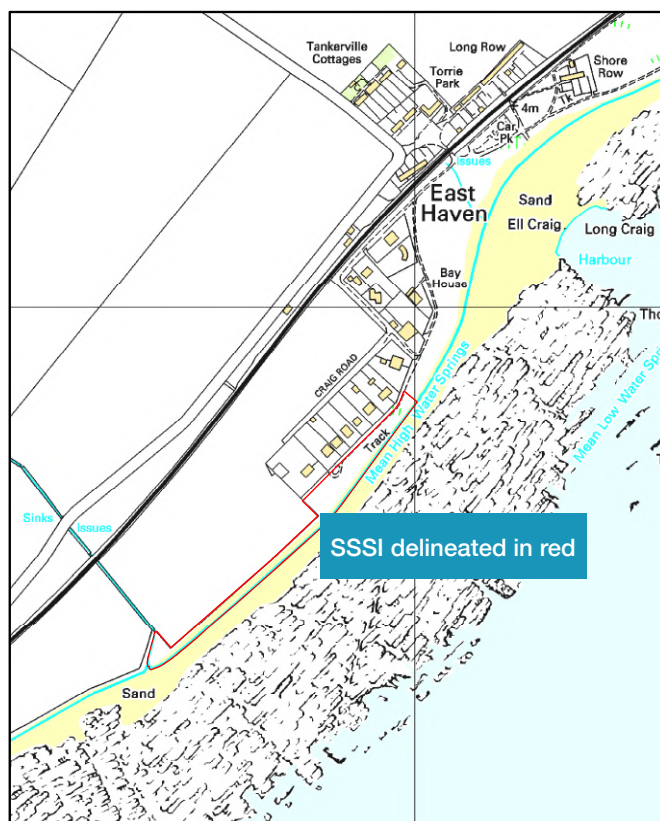 Tankerville
Cottages
Long Row
Torrie
Park
Shore
Row
4m
Tk
Car
Pk
Issues
East
Haven
Sand
Ell Craig
Long Craig
Harbour
Bay
House
Tho
Mean High Water Springs
Mean Low Water Spri
CRAIG ROAD
Track
Sinks
Issues
SSSI delineated in red
Sand